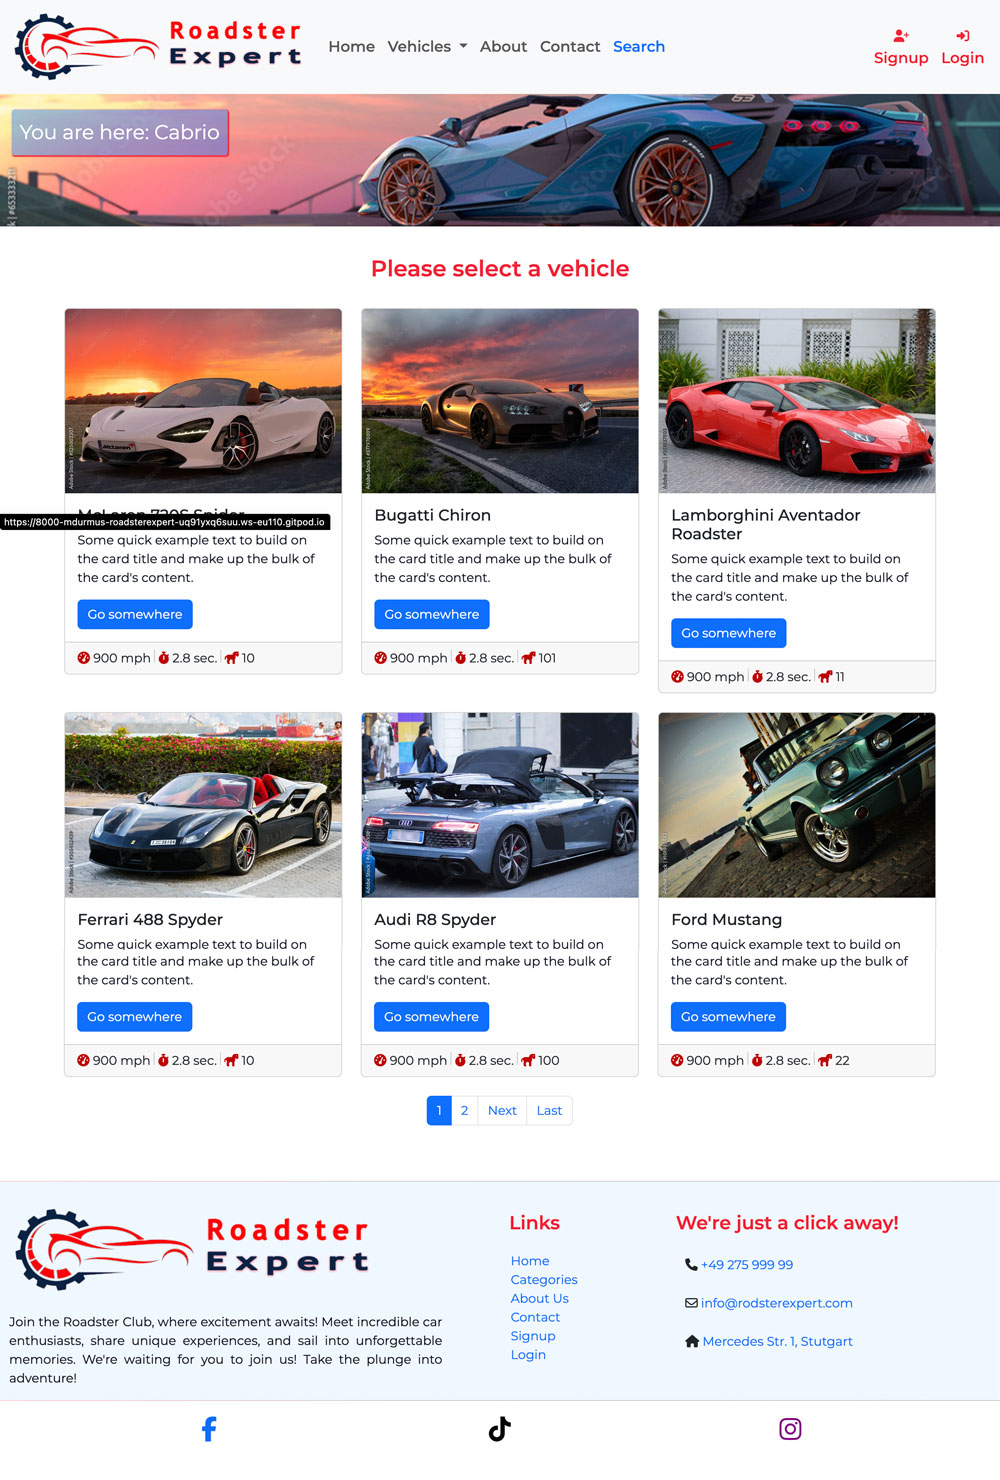 Roadster
Expert
Home Vehicles About Contact Search
Signup Login
You are here: Cabrio
63
Please select a vehicle
https://8000-mdurmus-roadsterexpert-uq91yxq6suu.ws-eu110.gitpod.io
McLaren 720S Spider
Some quick example text to build on
the card title and make up the bulk of
the card's content.
Go somewhere
900 mph 2.8 sec. 10
Bugatti Chiron
Some quick example text to build on
the card title and make up the bulk of
the card's content.
Go somewhere
900 mph 2.8 sec. 101
Lamborghini Aventador
Roadster
Some quick example text to build on
the card title and make up the bulk of
the card's content.
Go somewhere
900 mph 2.8 sec. 11
Ferrari 488 Spyder
Some quick example text to build on
the card title and make up the bulk of
the card's content.
Go somewhere
900 mph 2.8 sec. 10
Audi R8 Spyder
Some quick example text to build on
the card title and make up the bulk of
the card's content.
Go somewhere
900 mph 2.8 sec. 100
Ford Mustang
Some quick example text to build on
the card title and make up the bulk of
the card's content.
Go somewhere
900 mph 2.8 sec. 22
1 2 Next Last
Roadster
Expert
Join the Roadster Club, where excitement awaits! Meet incredible car
enthusiasts, share unique experiences, and sail into unforgettable
memories. We're waiting for you to join us! Take the plunge into
adventure!
Links
Home
Categories
About Us
Contact
Signup
Login
We're just a click away!
+49 275 999 99
info@rodsterexpert.com
Mercedes Str. 1, Stutgart